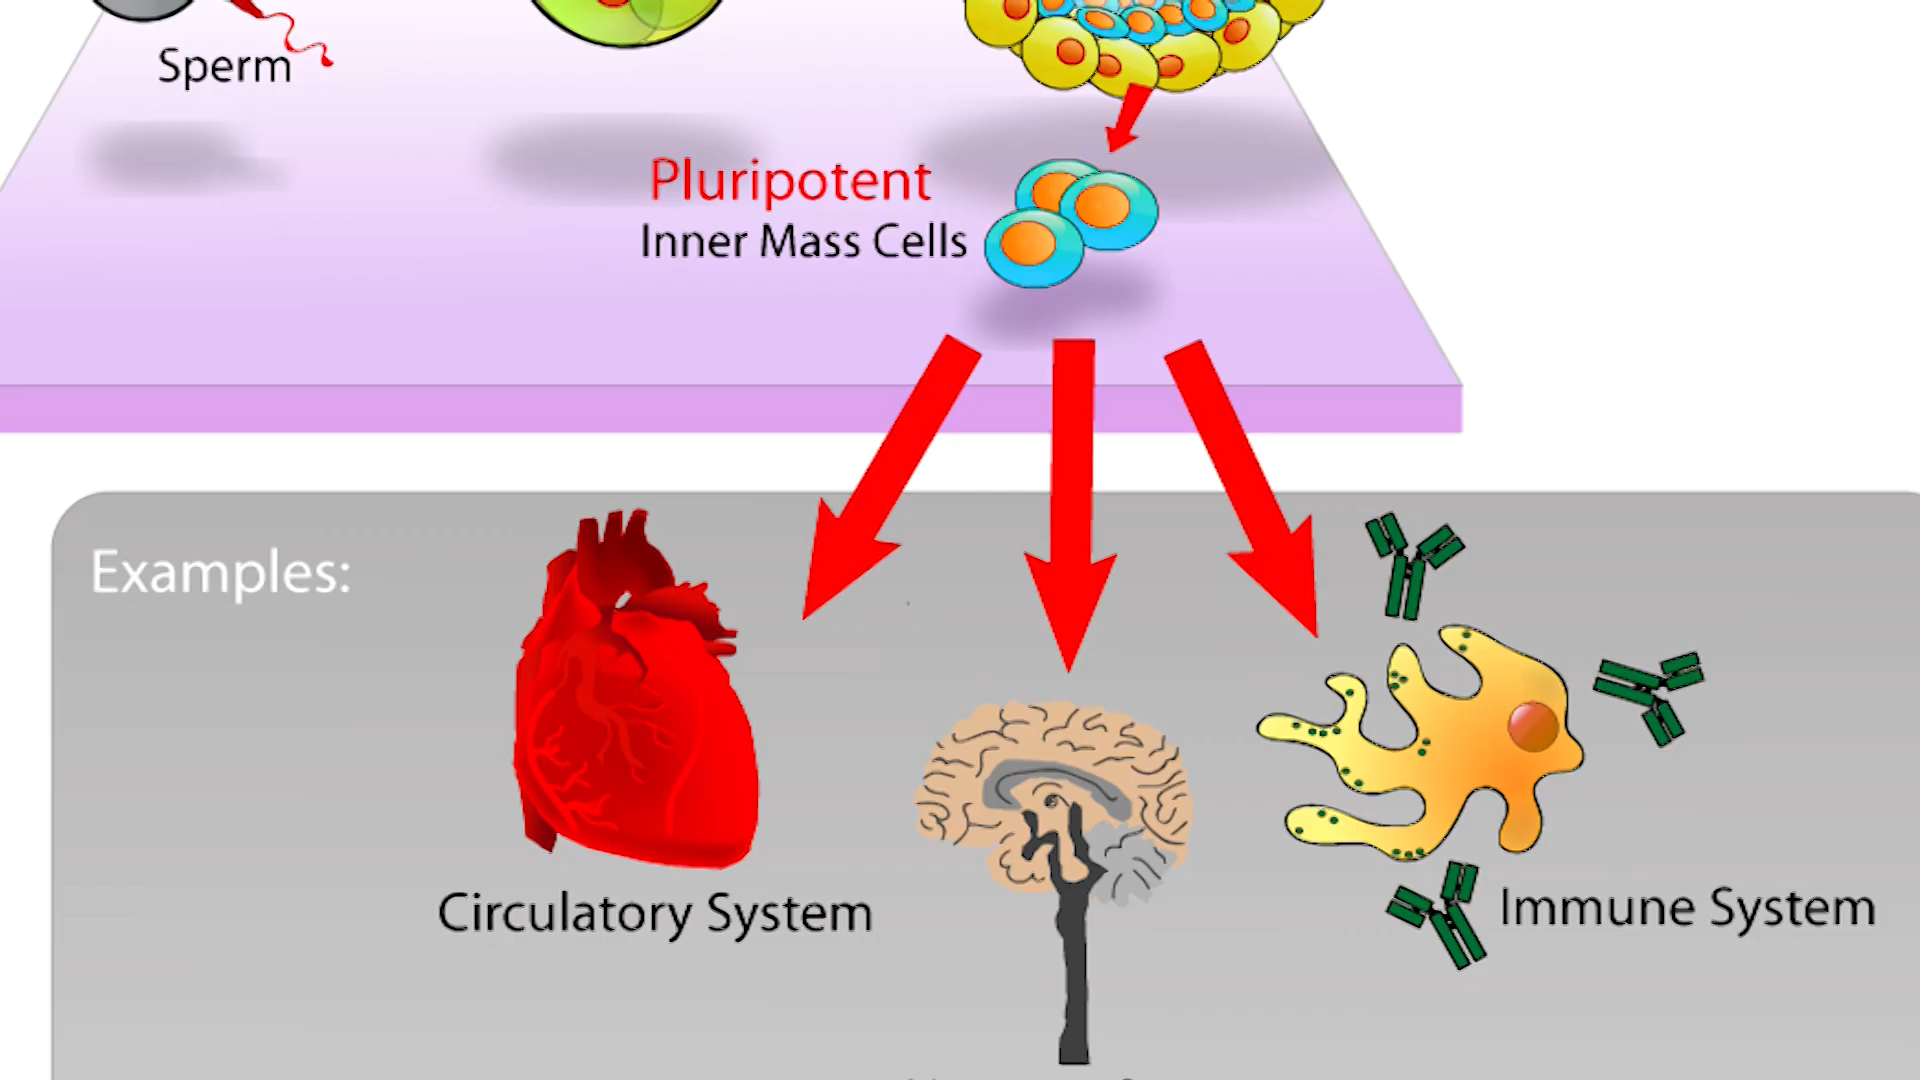 Sperm
Pluripotent
Inner Mass Cells
Examples:
Circulatory System
Immune System